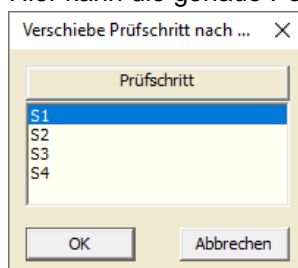 Verschiebe Prüfschritt nach ...
Prüfschritt
S1
S2
S3
S4
OK
Abbrechen